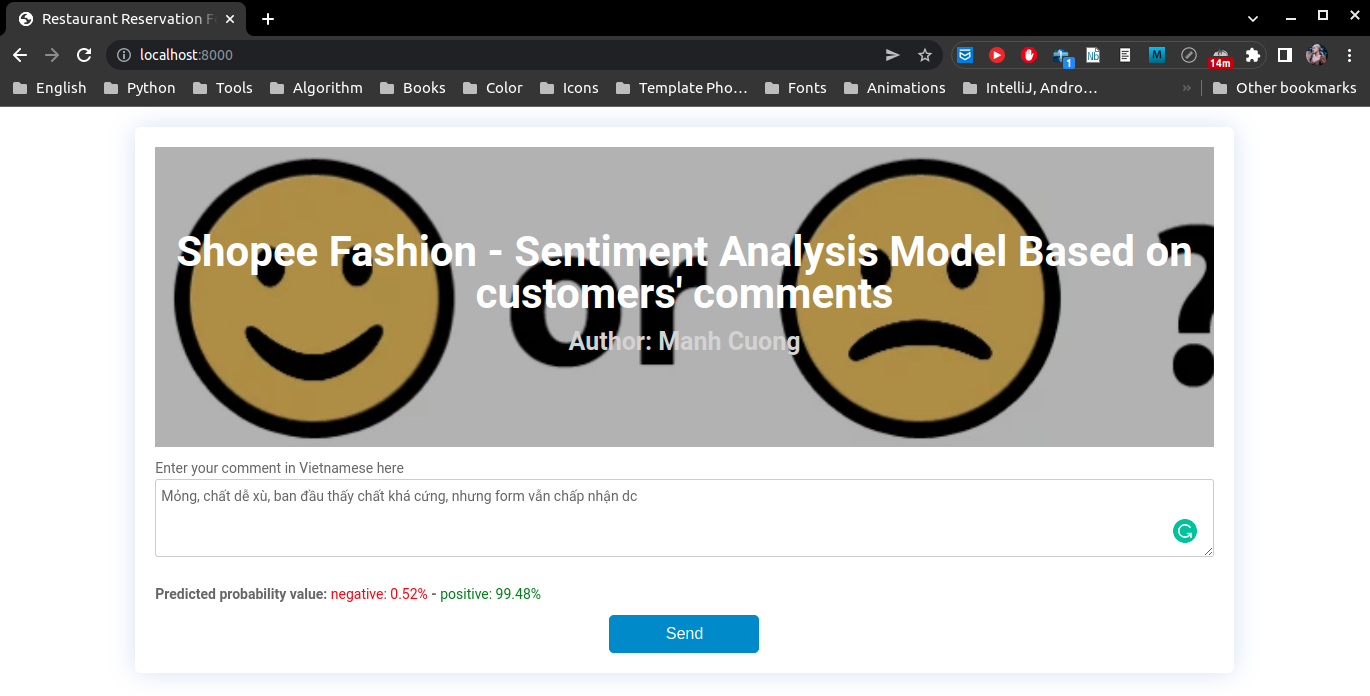 Restaurant Reservation F
localhost:8000
1
Nb
M
14m
English
Python
Tools
Algorithm
Books
Color
Icons
Template Pho...
Fonts
Animations
IntelliJ, Andro...
»
Other bookmarks
or ?
Shopee Fashion - Sentiment Analysis Model Based on
customers' comments
Author: Manh Cuong
Enter your comment in Vietnamese here
Mỏng, chất dễ xù, ban đầu thấy chất khá cứng, nhưng form vẫn chấp nhận dc
Predicted probability value: negative: 0.52% - positive: 99.48%
Send